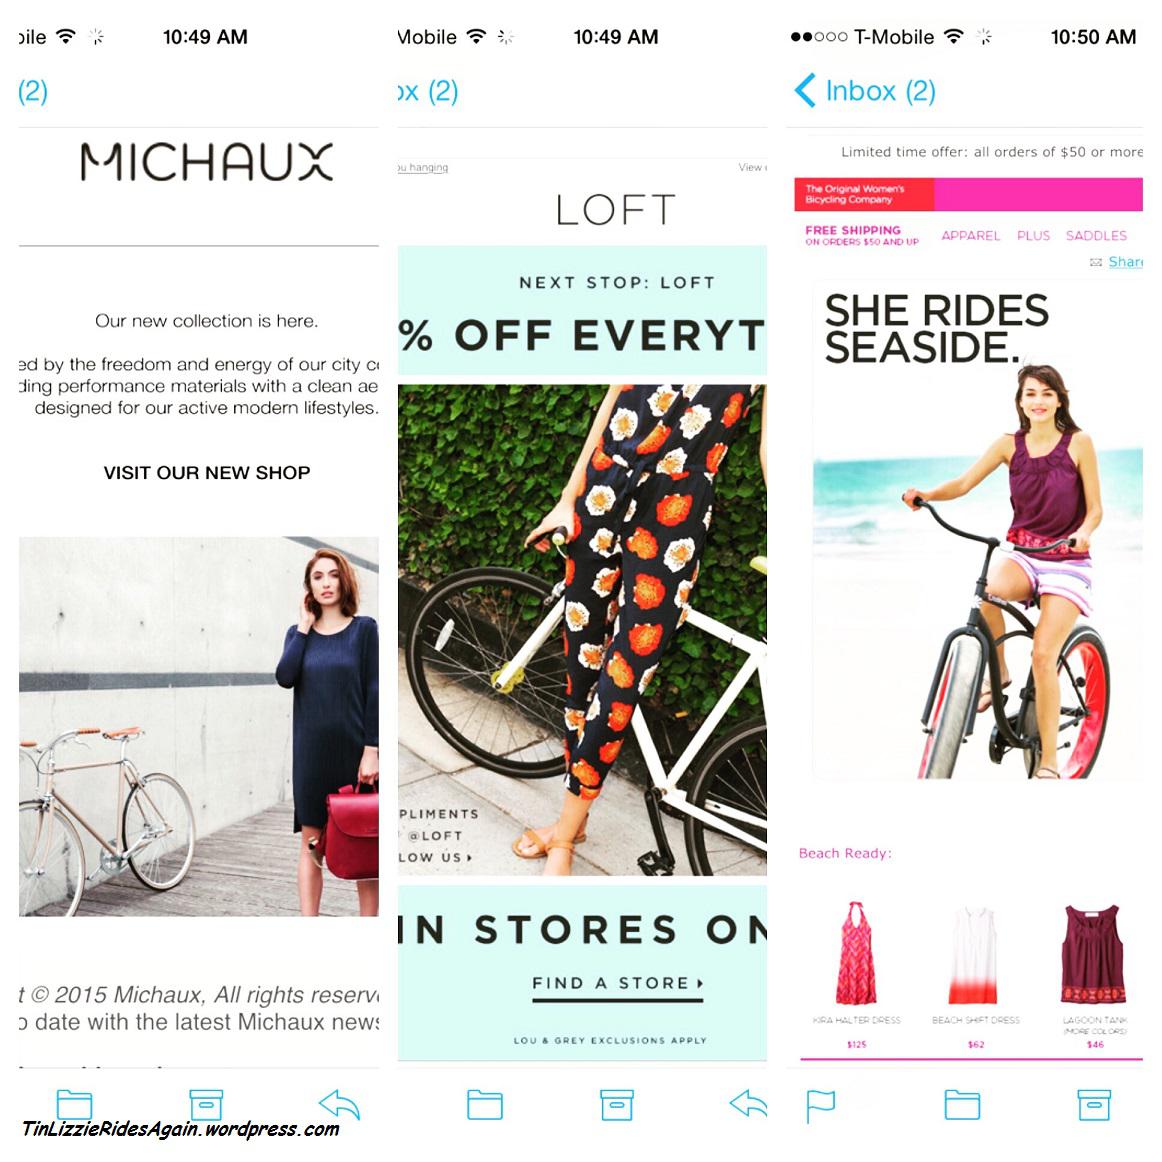 bile 10:49 AM
(2)
MICHAUX
Our new collection is here.
ed by the freedom and energy of our city co
ding performance materials with a clean ae
designed for our active modern lifestyles.
VISIT OUR NEW SHOP
t © 2015 Michaux, All rights reserve
o date with the latest Michaux news
Mobile 10:49 AM
ox (2)
ou hanging View
LOFT
NEXT STOP: LOFT
% OFF EVERYT
PLIMENTS
@LOFT
LOW US
IN STORES ON
FIND A STORE
LOU & GREY EXCLUSIONS APPLY
T-Mobile 10:50 AM
Inbox (2)
Limited time offer: all orders of $50 or more
The Original Women's
Bicycling Company
FREE SHIPPING APPAREL PLUS SADDLES
ON ORDERS $50 AND UP
Share
SHE RIDES
SEASIDE.
Beach Ready:
KIRA HALTER DRESS BEACH SHIFT DRESS LAGOON TANK
(MORE COLORS)
$125 $62 $46
TinLizzieRidesAgain.wordpress.com